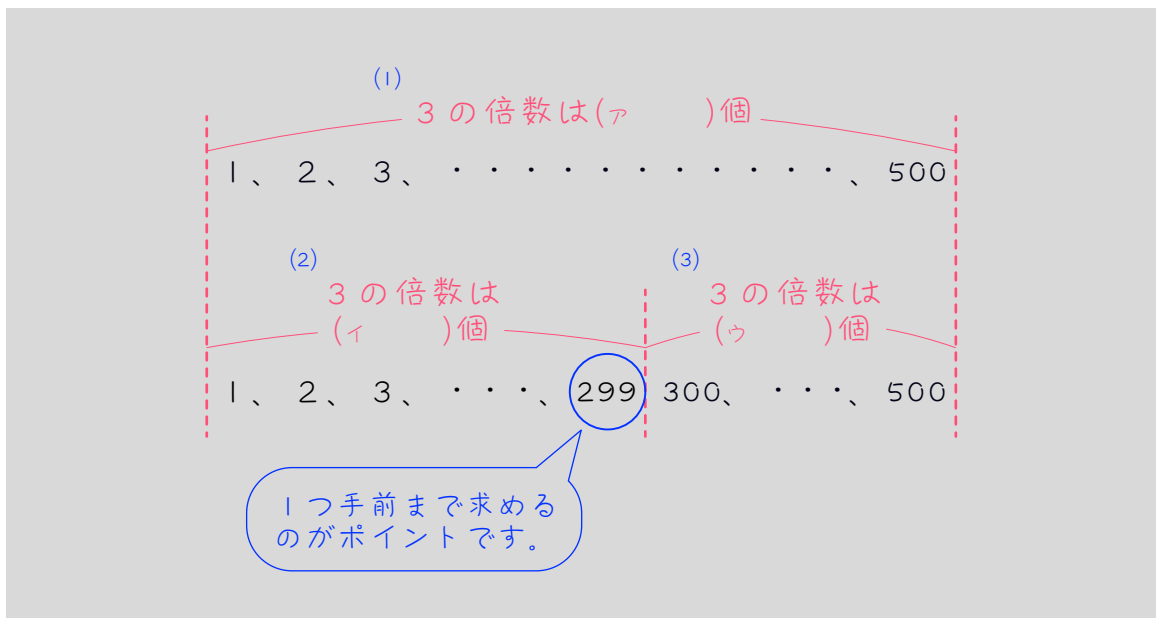 (1)
3の倍数は(ア　　)個
1、2、3、・・・・・・・・・・・、500
(2)
3の倍数は
(イ　　)個
(3)
3の倍数は
(ウ　　)個
1、2、3、・・・、299 300、・・・、500
1つ手前まで求める
のがポイントです。